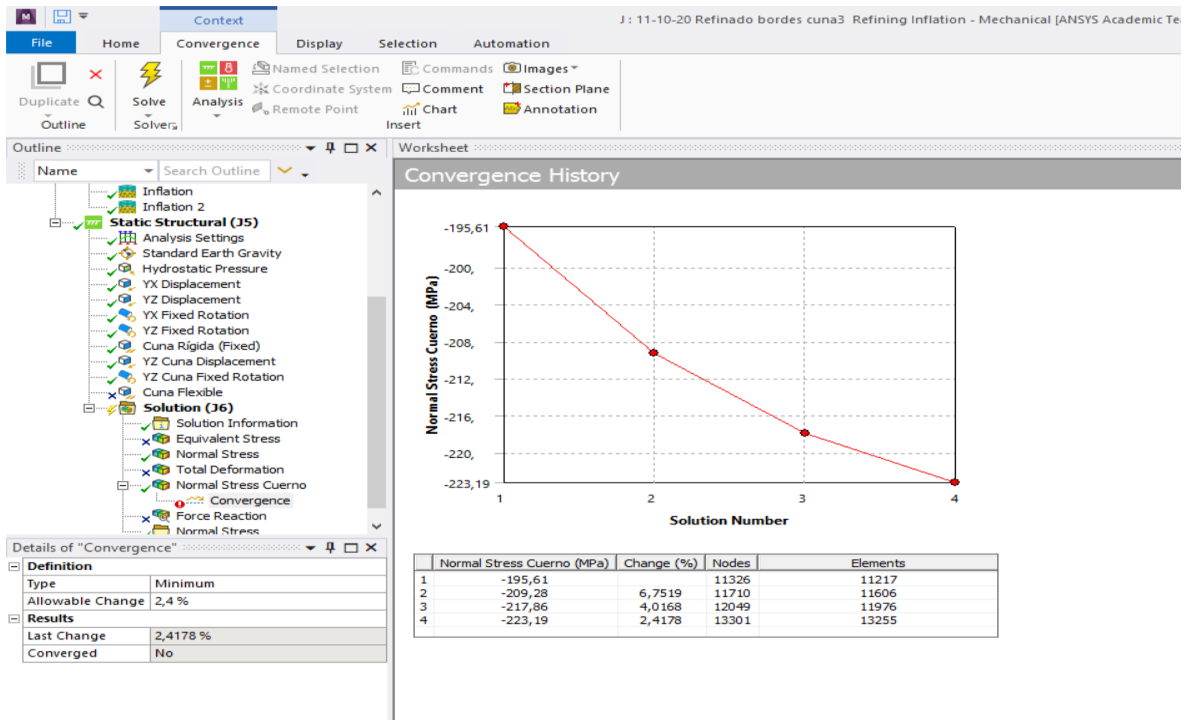 M
Context
J : 11-10-20 Refinado bordes cuna3 Refining Inflation - Mechanical [ANSYS Academic Te
File Home Convergence Display Selection Automation
Duplicate
Outline
Solve
Solver
Analysis
Named Selection
Coordinate System
Remote Point
Commands
Comment
Chart
Images
Section Plane
Annotation
Insert
Outline
Name Search Outline
Inflation
Inflation 2
Static Structural (J5)
Analysis Settings
Standard Earth Gravity
Hydrostatic Pressure
YX Displacement
YZ Displacement
YX Fixed Rotation
YZ Fixed Rotation
Cuna Rígida (Fixed)
YZ Cuna Displacement
YZ Cuna Fixed Rotation
Cuna Flexible
Solution (J6)
Solution Information
Equivalent Stress
Normal Stress
Total Deformation
Normal Stress Cuerno
Convergence
Force Reaction
Normal Stress
Details of "Convergence"
Definition
Type Minimum
Allowable Change 2,4 %
Results
Last Change 2,4178 %
Converged No
Worksheet
Convergence History
Normal Stress Cuerno (MPa)
-195,61
-200,
-204,
-208,
-212,
-216,
-220,
-223,19
1 2 3 4
Solution Number
Normal Stress Cuerno (MPa) Change (%) Nodes Elements
1 -195,61 11326 11217
2 -209,28 6,7519 11710 11606
3 -217,86 4,0168 12049 11976
4 -223,19 2,4178 13301 13255